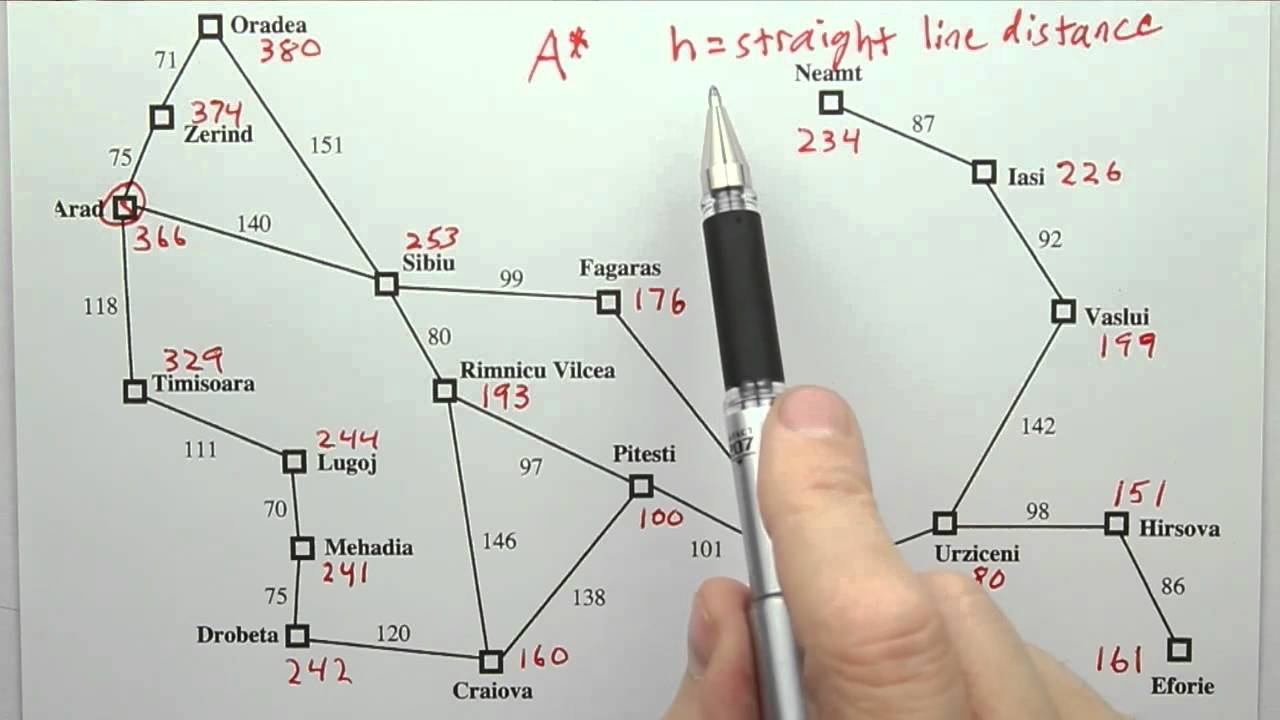 Oradea
380
A* h=straight line distance
Neamt
71
87
374
Zerind
234
151
Iasi 226
75
Arad
140
366
253
Sibiu
92
Fagaras
99
176
118
Vaslui
199
80
329
Timisoara
Rimnicu Vilcea
193
142
111
244
Lugoj
Pitesti
97
100
151
98
Hirsova
70
Mehadia
241
146
101
Urziceni
80
86
75
138
Drobeta
120
242
160
Craiova
161
Eforie